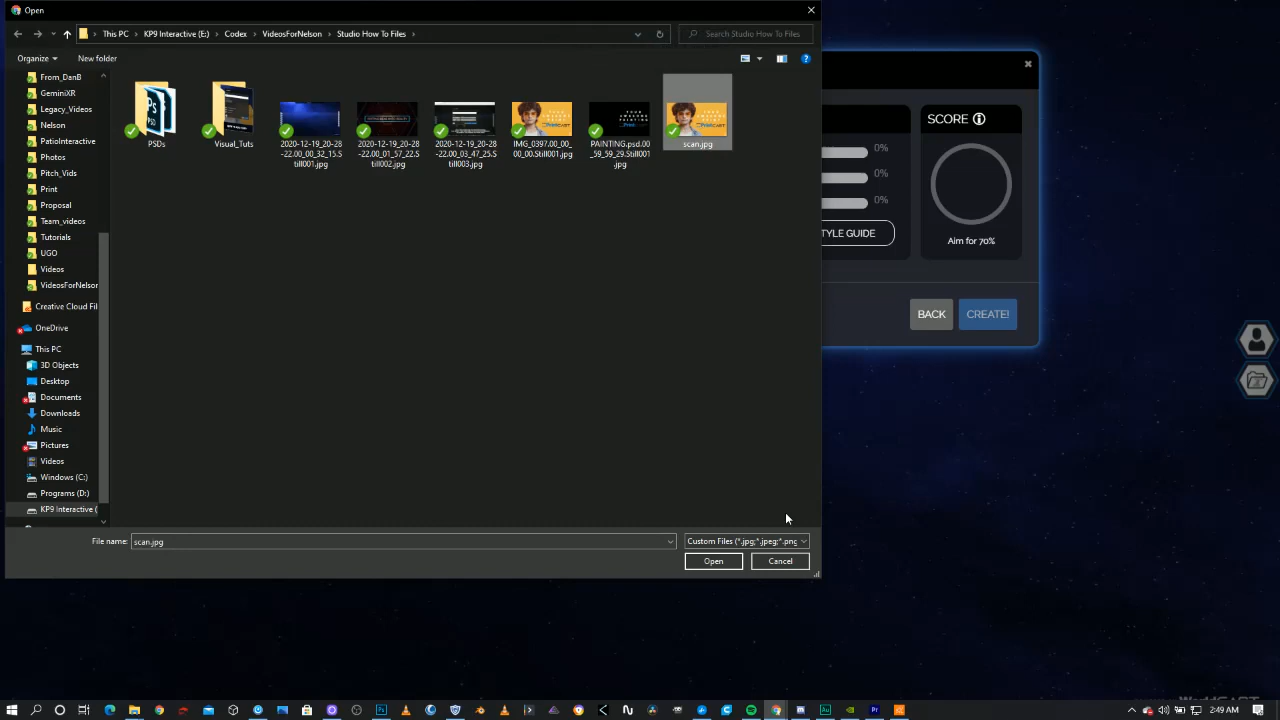 Open
This PC › KP9 Interactive (E:) › Codex › VideosForNelson › Studio How To Files ›
Search Studio How To Files
Organize
New folder
From_DanB
GeminiXR
Legacy_Videos
Nelson
PatioInteractive
Photos
Pitch_Vids
Print
Proposal
Team_videos
Tutorials
UGO
Videos
VideosForNelson
Creative Cloud Fil
OneDrive
This PC
3D Objects
Desktop
Documents
Downloads
Music
Pictures
Videos
Windows (C:)
Programs (D:)
KP9 Interactive (
PSDs
Visual_Tuts
2020-12-19_20-28
-22.00_00_32_15.S
till001.jpg
2020-12-19_20-28
-22.00_01_57_22.S
till002.jpg
2020-12-19_20-28
-22.00_03_47_25.S
till003.jpg
IMG_0397.00_00_
00_00.Still001.jpg
PAINTING.psd.00
_59_59_29.Still001
.jpg
scan.jpg
SCORE
0%
0%
0%
TYLE GUIDE
Aim for 70%
BACK
CREATE!
File name:
scan.jpg
Custom Files (*.jpg;*.jpeg;*.png
Open
Cancel
2:49 AM